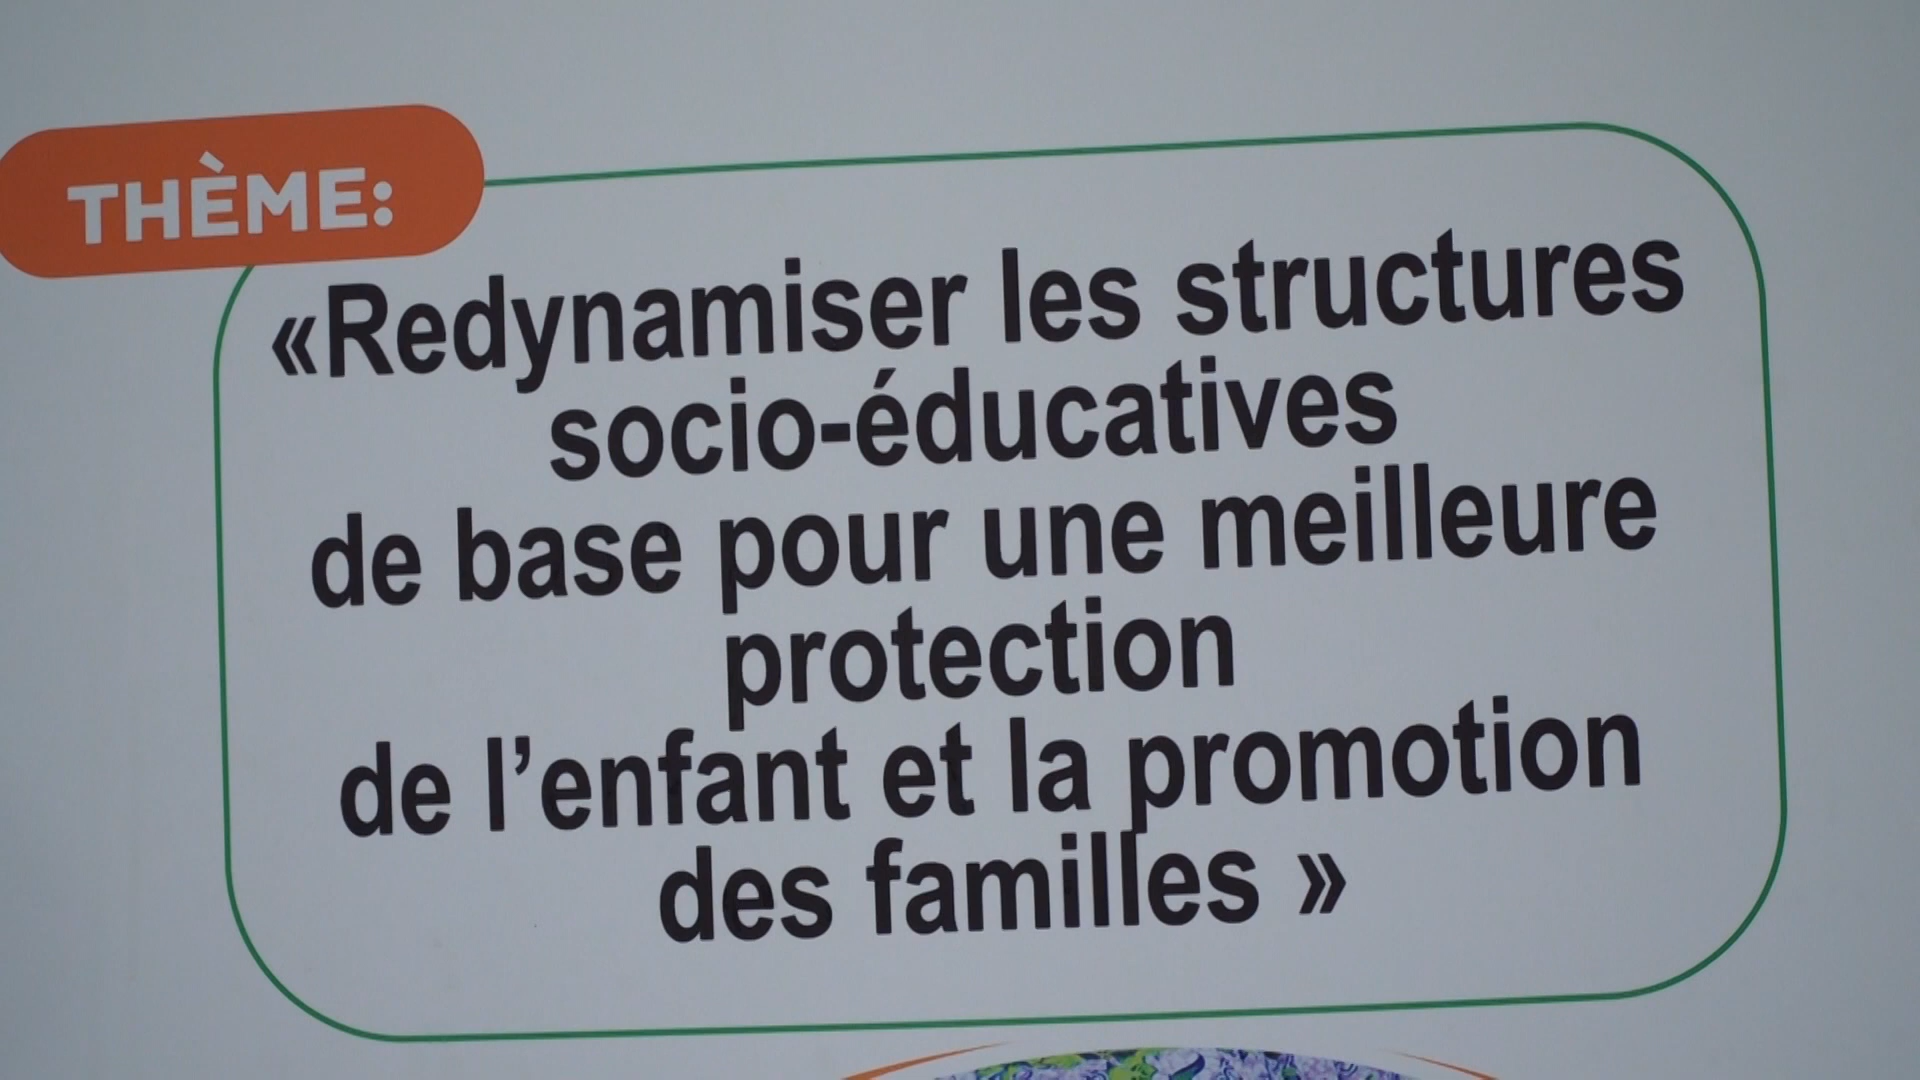 THÈME:
«Redynamiser les structures
socio-éducatives
de base pour une meilleure
protection
de l’enfant et la promotion
des familles »